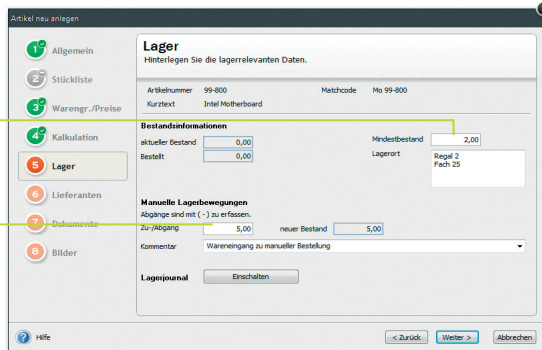 Artikel neu anlegen
1 Allgemein
2 Stückliste
3 Warengr./Preise
4 Kalkulation
5 Lager
6 Lieferanten
7 Dokumente
8 Bilder
Lager
Hinterlegen Sie die lagerrelevanten Daten.
Artikelnummer 99-800 Matchcode Mo 99-800
Kurztext Intel Motherboard
Bestandsinformationen
aktueller Bestand 0,00 Mindestbestand 2,00
Bestellt 0,00 Lagerort Regal 2
Fach 25
Manuelle Lagerbewegungen
Abgänge sind mit ( - ) zu erfassen.
Zu-/Abgang 5,00 neuer Bestand 5,00
Kommentar Wareneingang zu manueller Bestellung
Lagerjournal Einschalten
? Hilfe < Zurück Weiter > Abbrechen